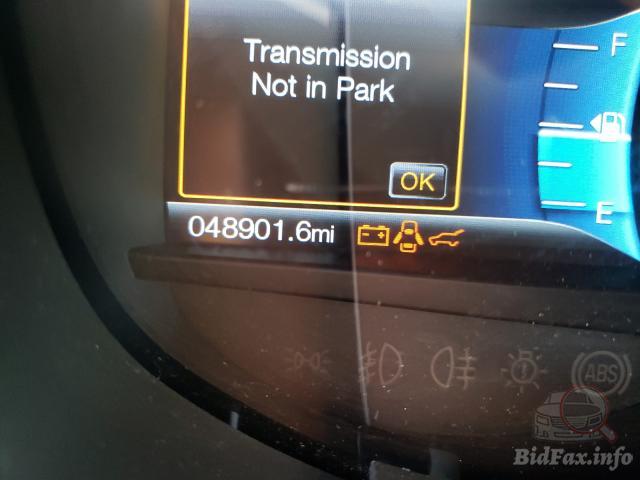 Transmission
Not in Park
F
OK
E
048901.6mi
ABS
BidFax.info